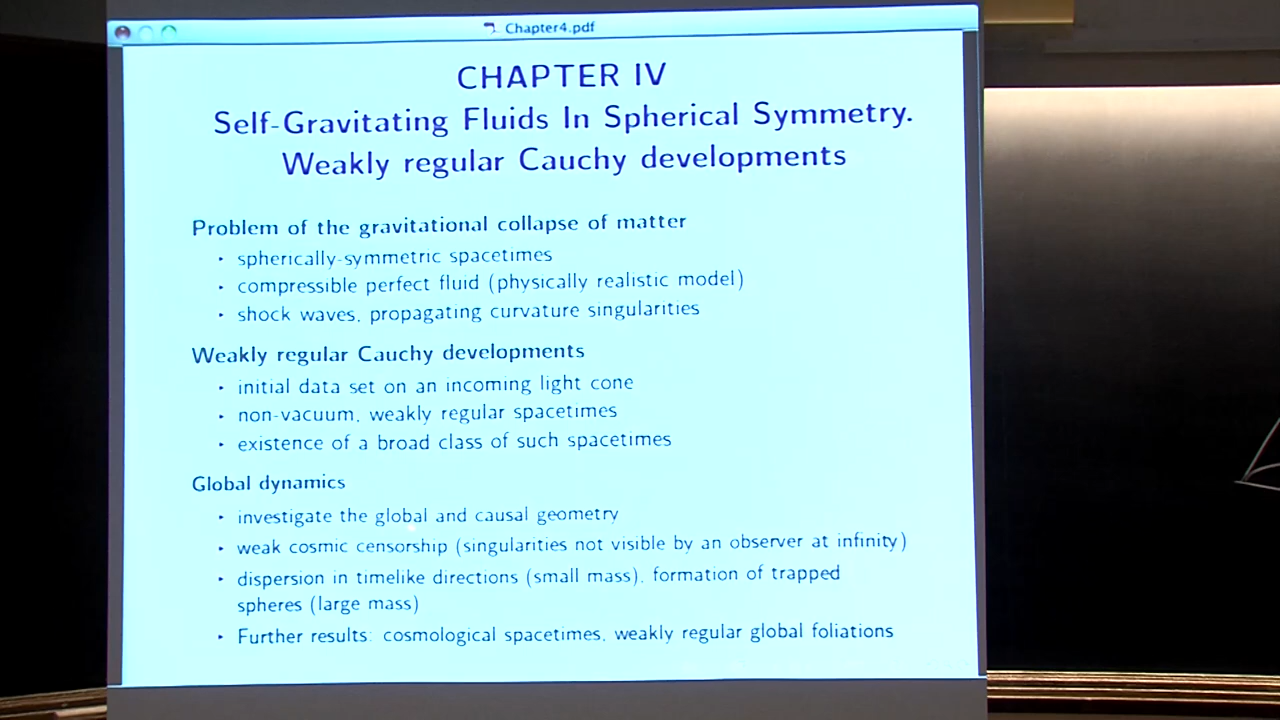 Chapter4.pdf
CHAPTER IV
Self-Gravitating Fluids In Spherical Symmetry.
Weakly regular Cauchy developments
Problem of the gravitational collapse of matter
• spherically-symmetric spacetimes
• compressible perfect fluid (physically realistic model)
• shock waves, propagating curvature singularities
Weakly regular Cauchy developments
• initial data set on an incoming light cone
• non-vacuum, weakly regular spacetimes
• existence of a broad class of such spacetimes
Global dynamics
• investigate the global and causal geometry
• weak cosmic censorship (singularities not visible by an observer at infinity)
• dispersion in timelike directions (small mass), formation of trapped
spheres (large mass)
• Further results: cosmological spacetimes, weakly regular global foliations